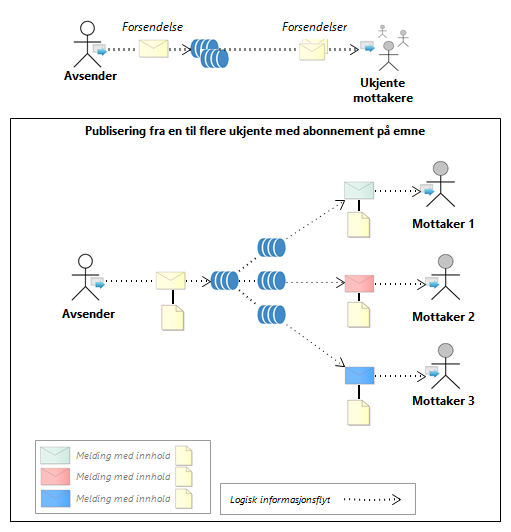 Forsendelse
Forsendelser
Avsender
Ukjente
mottakere
Publisering fra en til flere ukjente med abonnement på emne
Mottaker 1
Avsender
Mottaker 2
Mottaker 3
Melding med innhold
Melding med innhold
Melding med innhold
Logisk informasjonsflyt